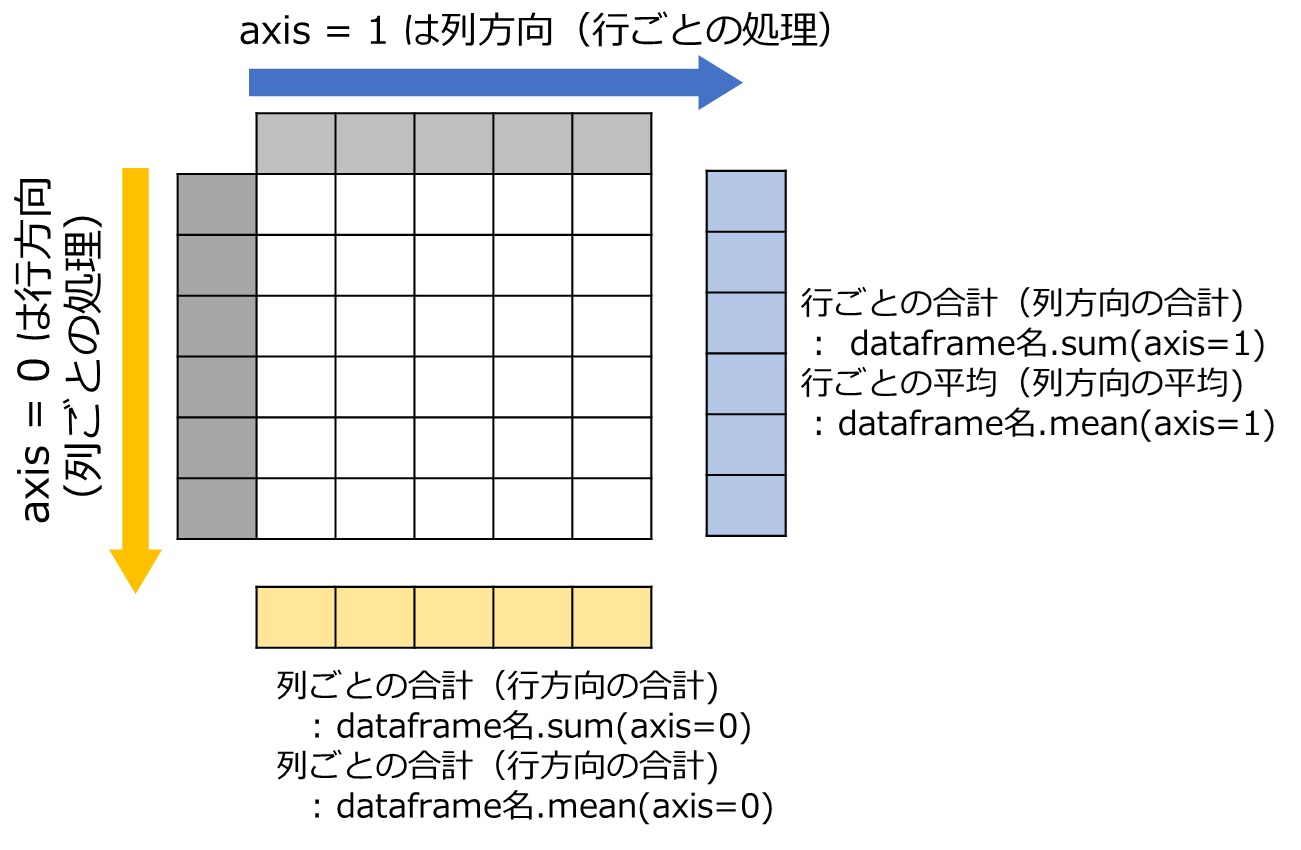 axis = 1 は列方向（行ごとの処理）
axis = 0 は行方向
(列ごとの処理)
行ごとの合計（列方向の合計)
： dataframe名.sum(axis=1)
行ごとの平均（列方向の平均)
：dataframe名.mean(axis=1)
列ごとの合計（行方向の合計)
：dataframe名.sum(axis=0)
列ごとの合計（行方向の合計)
：dataframe名.mean(axis=0)